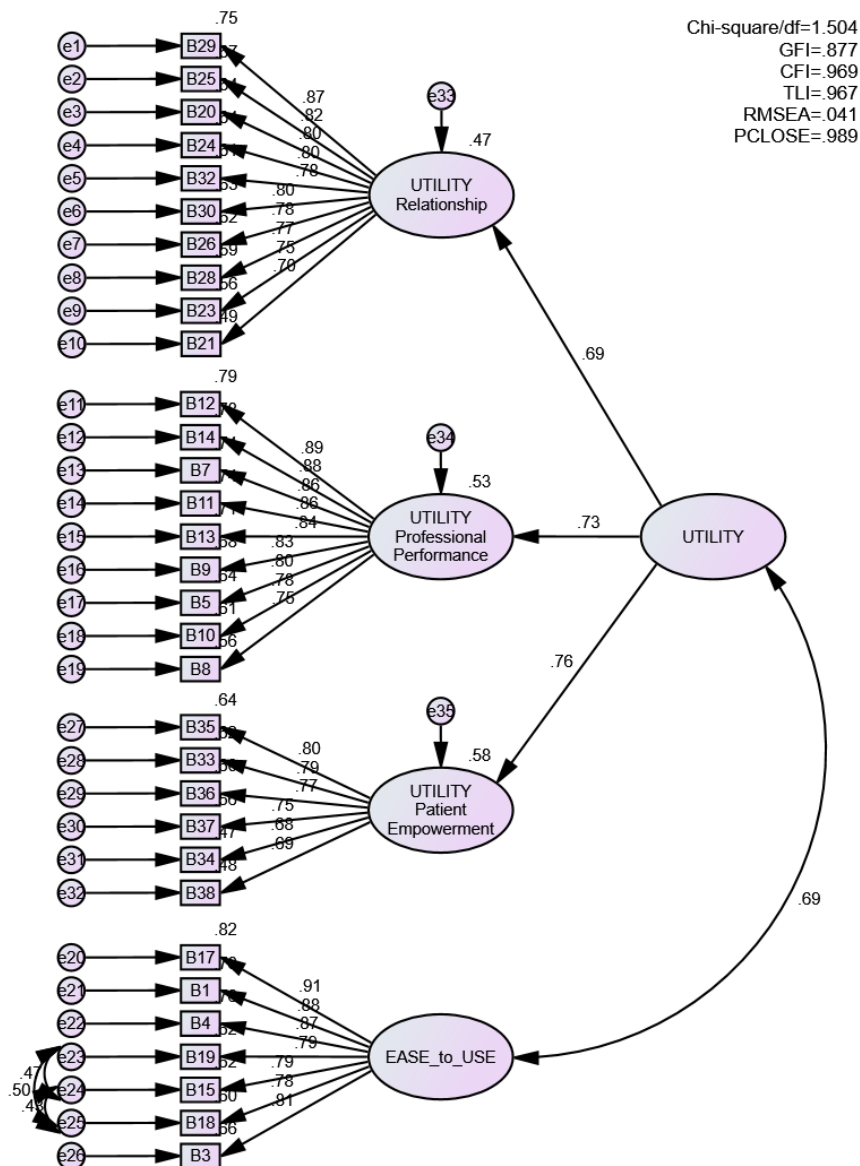 Chi-square/df=1.504
GFI=.877
CFI=.969
TLI=.967
RMSEA=.041
PCLOSE=.989
.75
e1 B29
e2 B25
e3 B20
e4 B24
e5 B32
e6 B30
e7 B26
e8 B28
e9 B23
e10 B21
.87
.82
.80
.80
.78
.80
.78
.77
.75
.70
.49
e33
.47
UTILITY
Relationship
.69
.79
e11 B12
e12 B14
e13 B7
e14 B11
e15 B13
e16 B9
e17 B5
e18 B10
e19 B8
.89
.88
.86
.86
.84
.83
.80
.78
.75
e34
.53
UTILITY
Professional
Performance
.73
UTILITY
.64
e27 B35
e28 B33
e29 B36
e30 B37
e31 B34
e32 B38
.80
.79
.77
.75
.68
.69
.48
e35
.58
UTILITY
Patient
Empowerment
.76
.82
e20 B17
e21 B1
e22 B4
e23 B19
e24 B15
e25 B18
e26 B3
.91
.88
.87
.79
.79
.78
.81
.47
.50
EASE_to_USE
.69